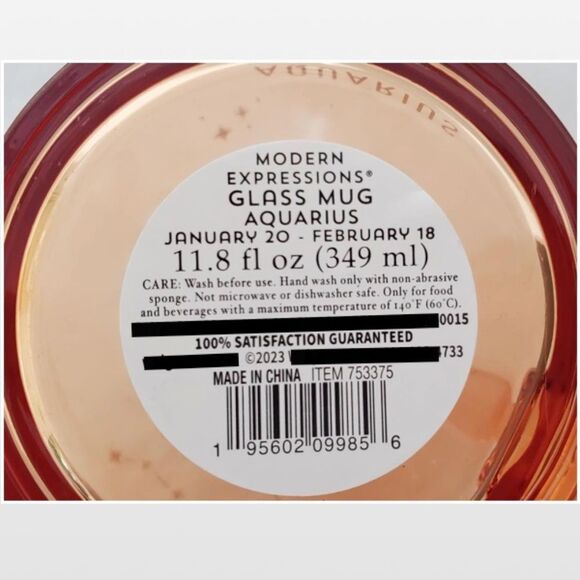 AQUARIUS
MODERN
EXPRESSIONS®
GLASS MUG
AQUARIUS
JANUARY 20 - FEBRUARY 18
11.8 fl oz (349 ml)
CARE: Wash before use. Hand wash only with non-abrasive
sponge. Not microwave or dishwasher safe. Only for food
and beverages with a maximum temperature of 140°F (60°C).
0015
100% SATISFACTION GUARANTEED
©2023 733
MADE IN CHINA ITEM 753375
1 95602 09985 6